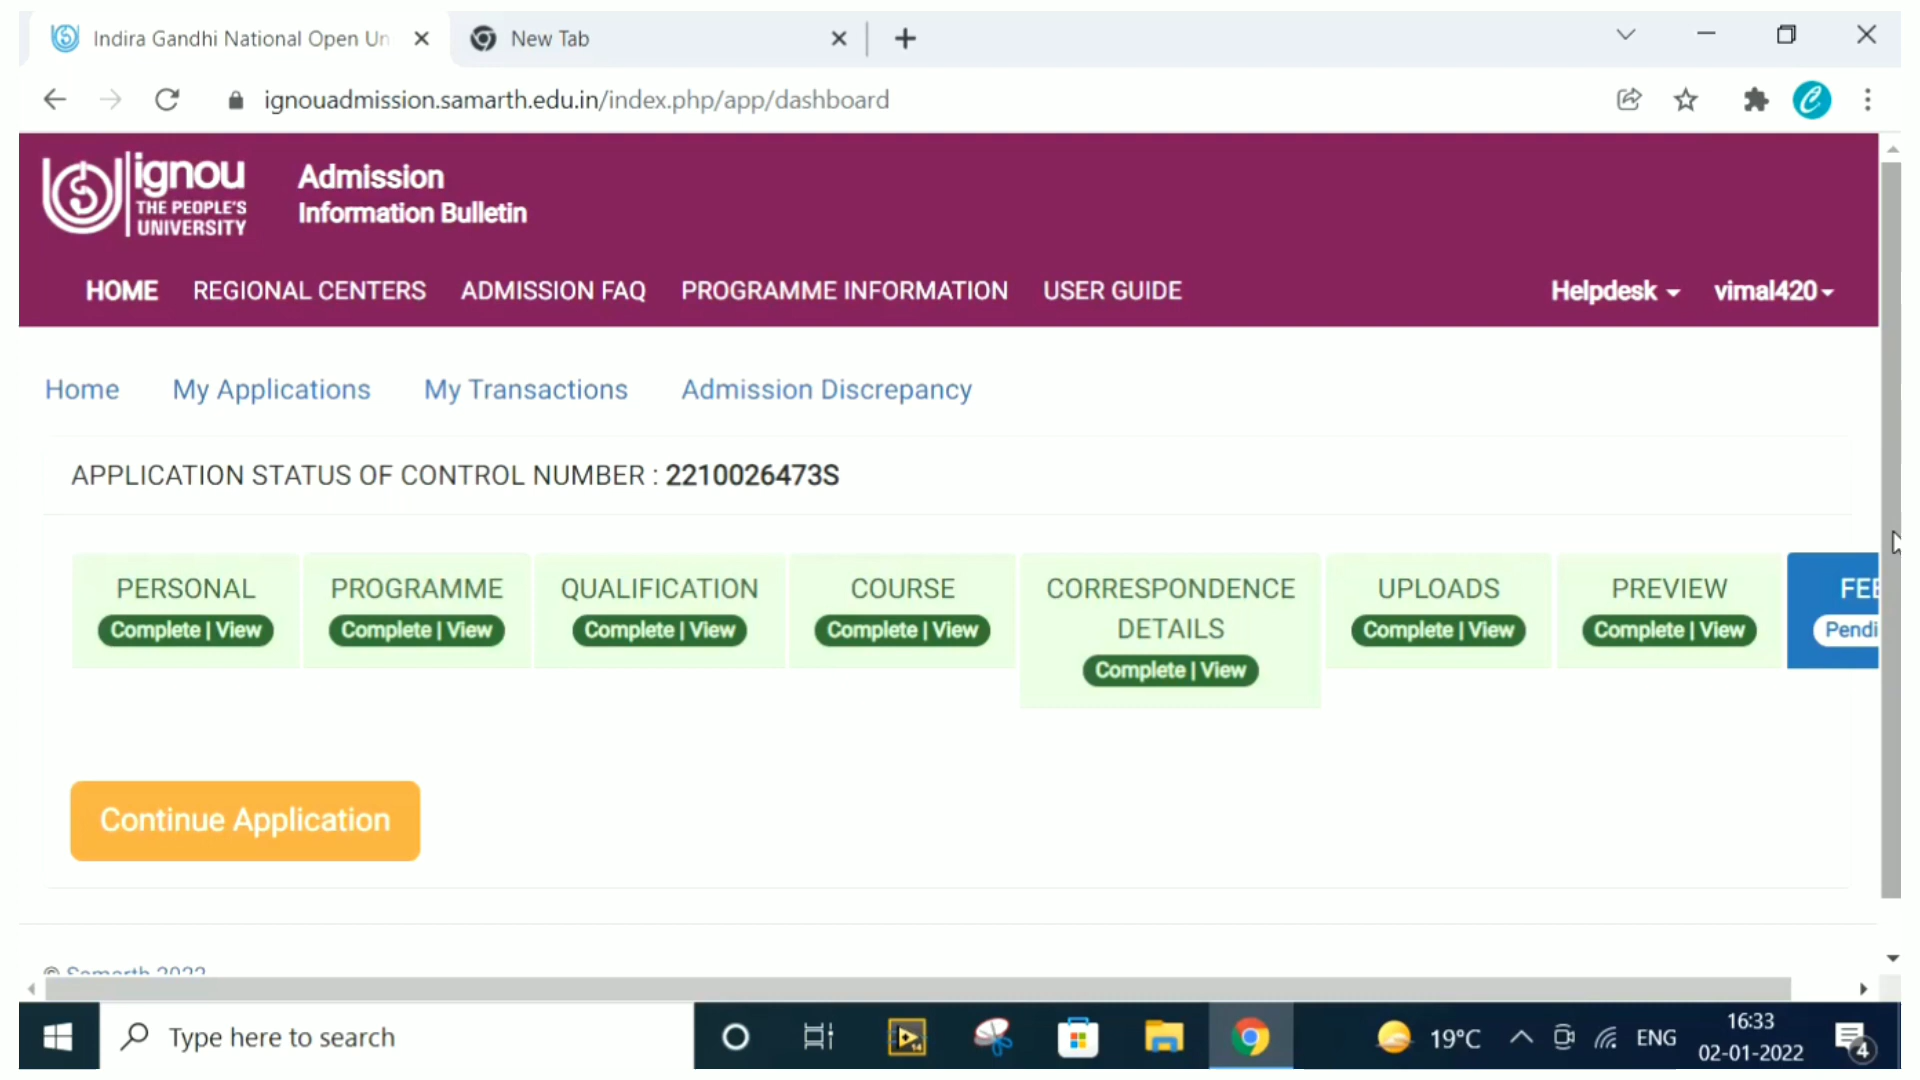 Indira Gandhi National Open Un
New Tab
ignouadmission.samarth.edu.in/index.php/app/dashboard
ignou
THE PEOPLE'S
UNIVERSITY
Admission
Information Bulletin
HOME REGIONAL CENTERS ADMISSION FAQ PROGRAMME INFORMATION USER GUIDE Helpdesk vimal420
Home My Applications My Transactions Admission Discrepancy
APPLICATION STATUS OF CONTROL NUMBER : 2210026473S
PERSONAL
Complete | View
PROGRAMME
Complete | View
QUALIFICATION
Complete | View
COURSE
Complete | View
CORRESPONDENCE
DETAILS
Complete | View
UPLOADS
Complete | View
PREVIEW
Complete | View
FEE
Pendi
Continue Application
© Samarth 2022
Type here to search
14
19°C
ENG
16:33
02-01-2022
4